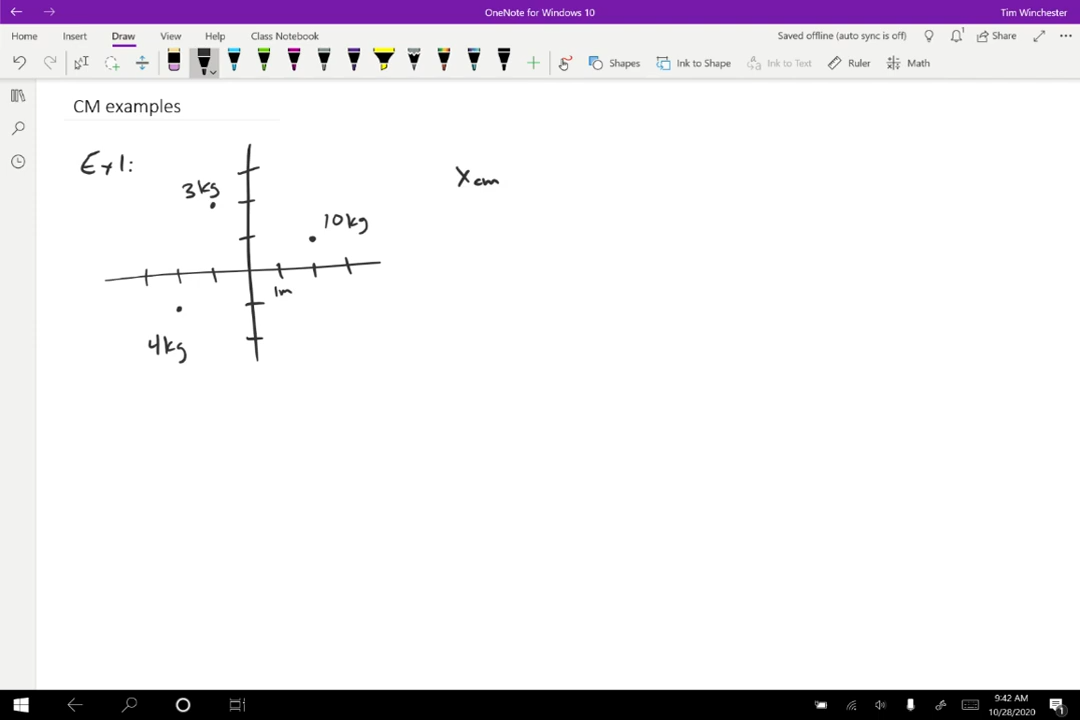 OneNote for Windows 10
Tim Winchester
Home Insert Draw View Help Class Notebook
Saved offline (auto sync is off) Share
Shapes Ink to Shape Ink to Text Ruler Math
CM examples
Ex1:
3kg
10kg
1m
4kg
Xcm
9:42 AM
10/28/2020
1